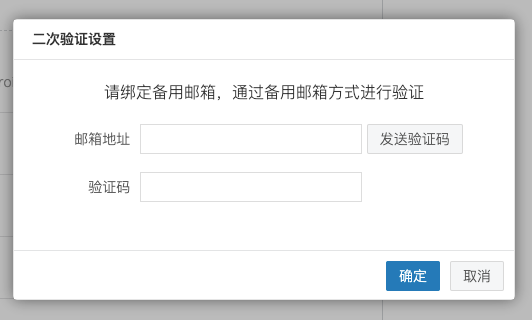 二次验证设置
请绑定备用邮箱，通过备用邮箱方式进行验证
邮箱地址 发送验证码
验证码
确定 取消